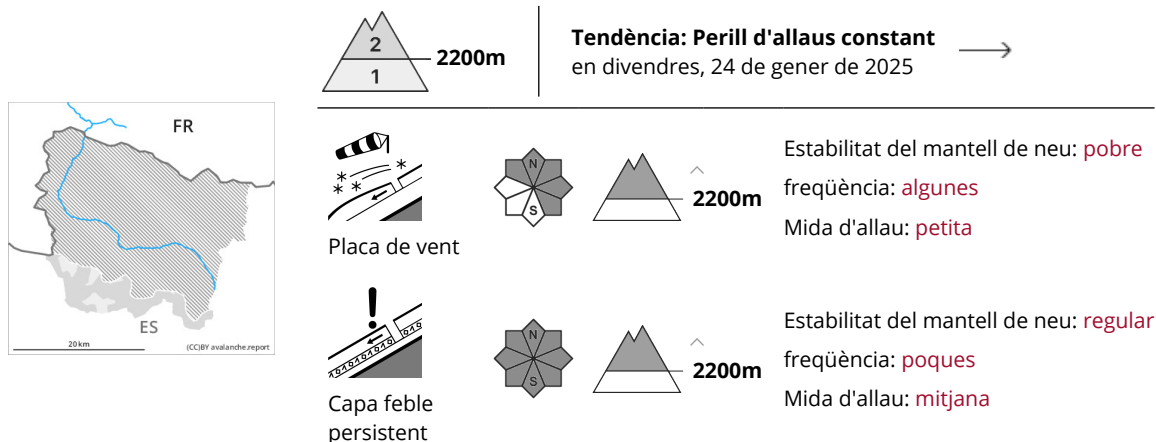 2
1
2200m
Tendència: Perill d'allaus constant
en divendres, 24 de gener de 2025
FR
ES
20 km
(CC)BY avalanche.report
N
S
2200m
Placa de vent
Estabilitat del mantell de neu: pobre
freqüència: algunes
Mida d'allau: petita
N
S
2200m
Capa feble
persistent
Estabilitat del mantell de neu: regular
freqüència: poques
Mida d'allau: mitjana